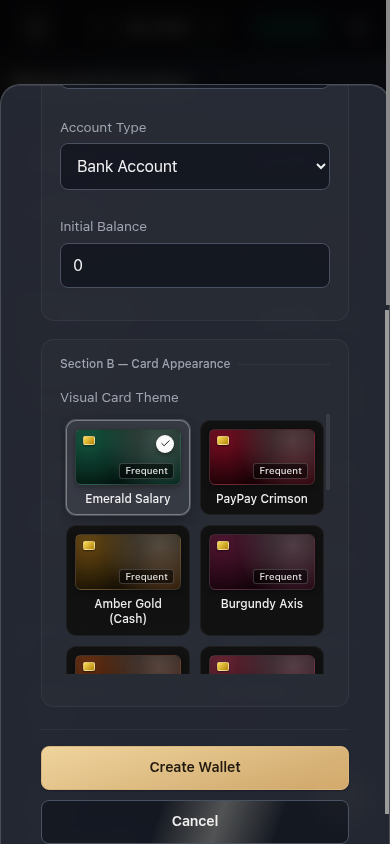 Account Type
Bank Account
Initial Balance
0
Section B — Card Appearance
Visual Card Theme
Frequent
Emerald Salary
Frequent
PayPay Crimson
Frequent
Amber Gold
(Cash)
Frequent
Burgundy Axis
Create Wallet
Cancel